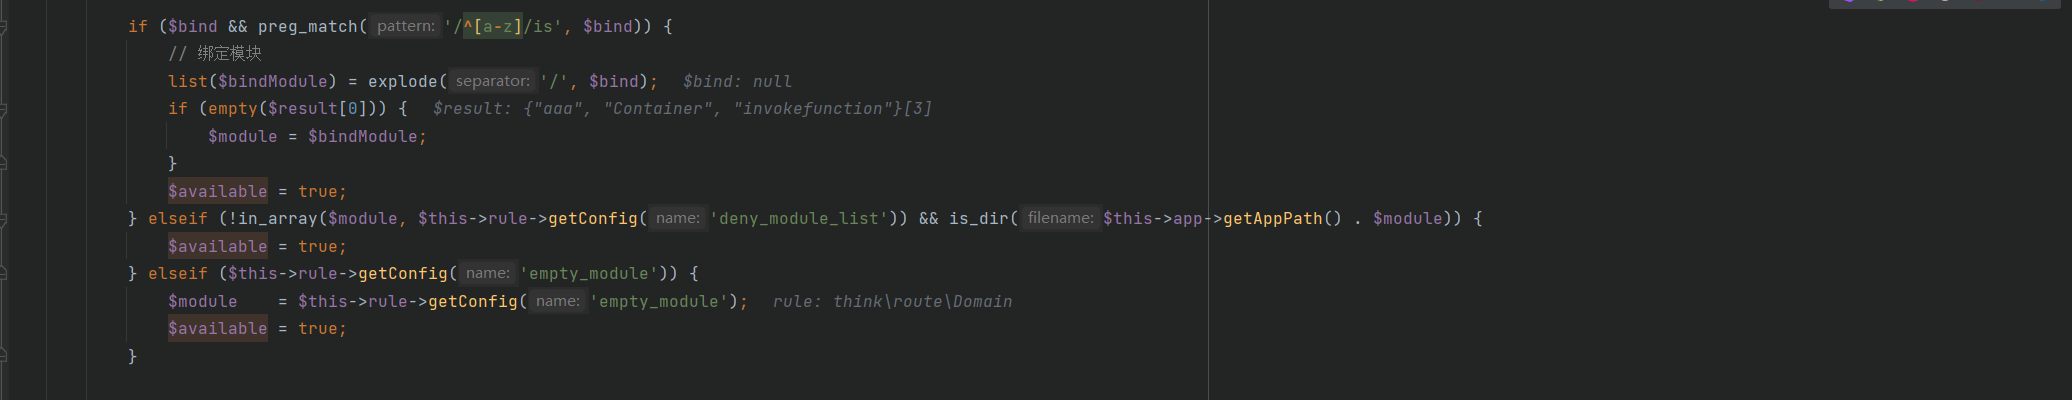 if ($bind && preg_match( pattern: '/^[a-z]/is', $bind)) {
// 绑定模块
list($bindModule) = explode( separator: '/', $bind); $bind: null
if (empty($result[0])) { $result: {"aaa", "Container", "invokefunction"}[3]
$module = $bindModule;
}
$available = true;
} elseif (!in_array($module, $this->rule->getConfig( name: 'deny_module_list')) && is_dir( filename: $this->app->getAppPath() . $module)) {
$available = true;
} elseif ($this->rule->getConfig( name: 'empty_module')) {
$module    = $this->rule->getConfig( name: 'empty_module'); rule: think\route\Domain
$available = true;
}